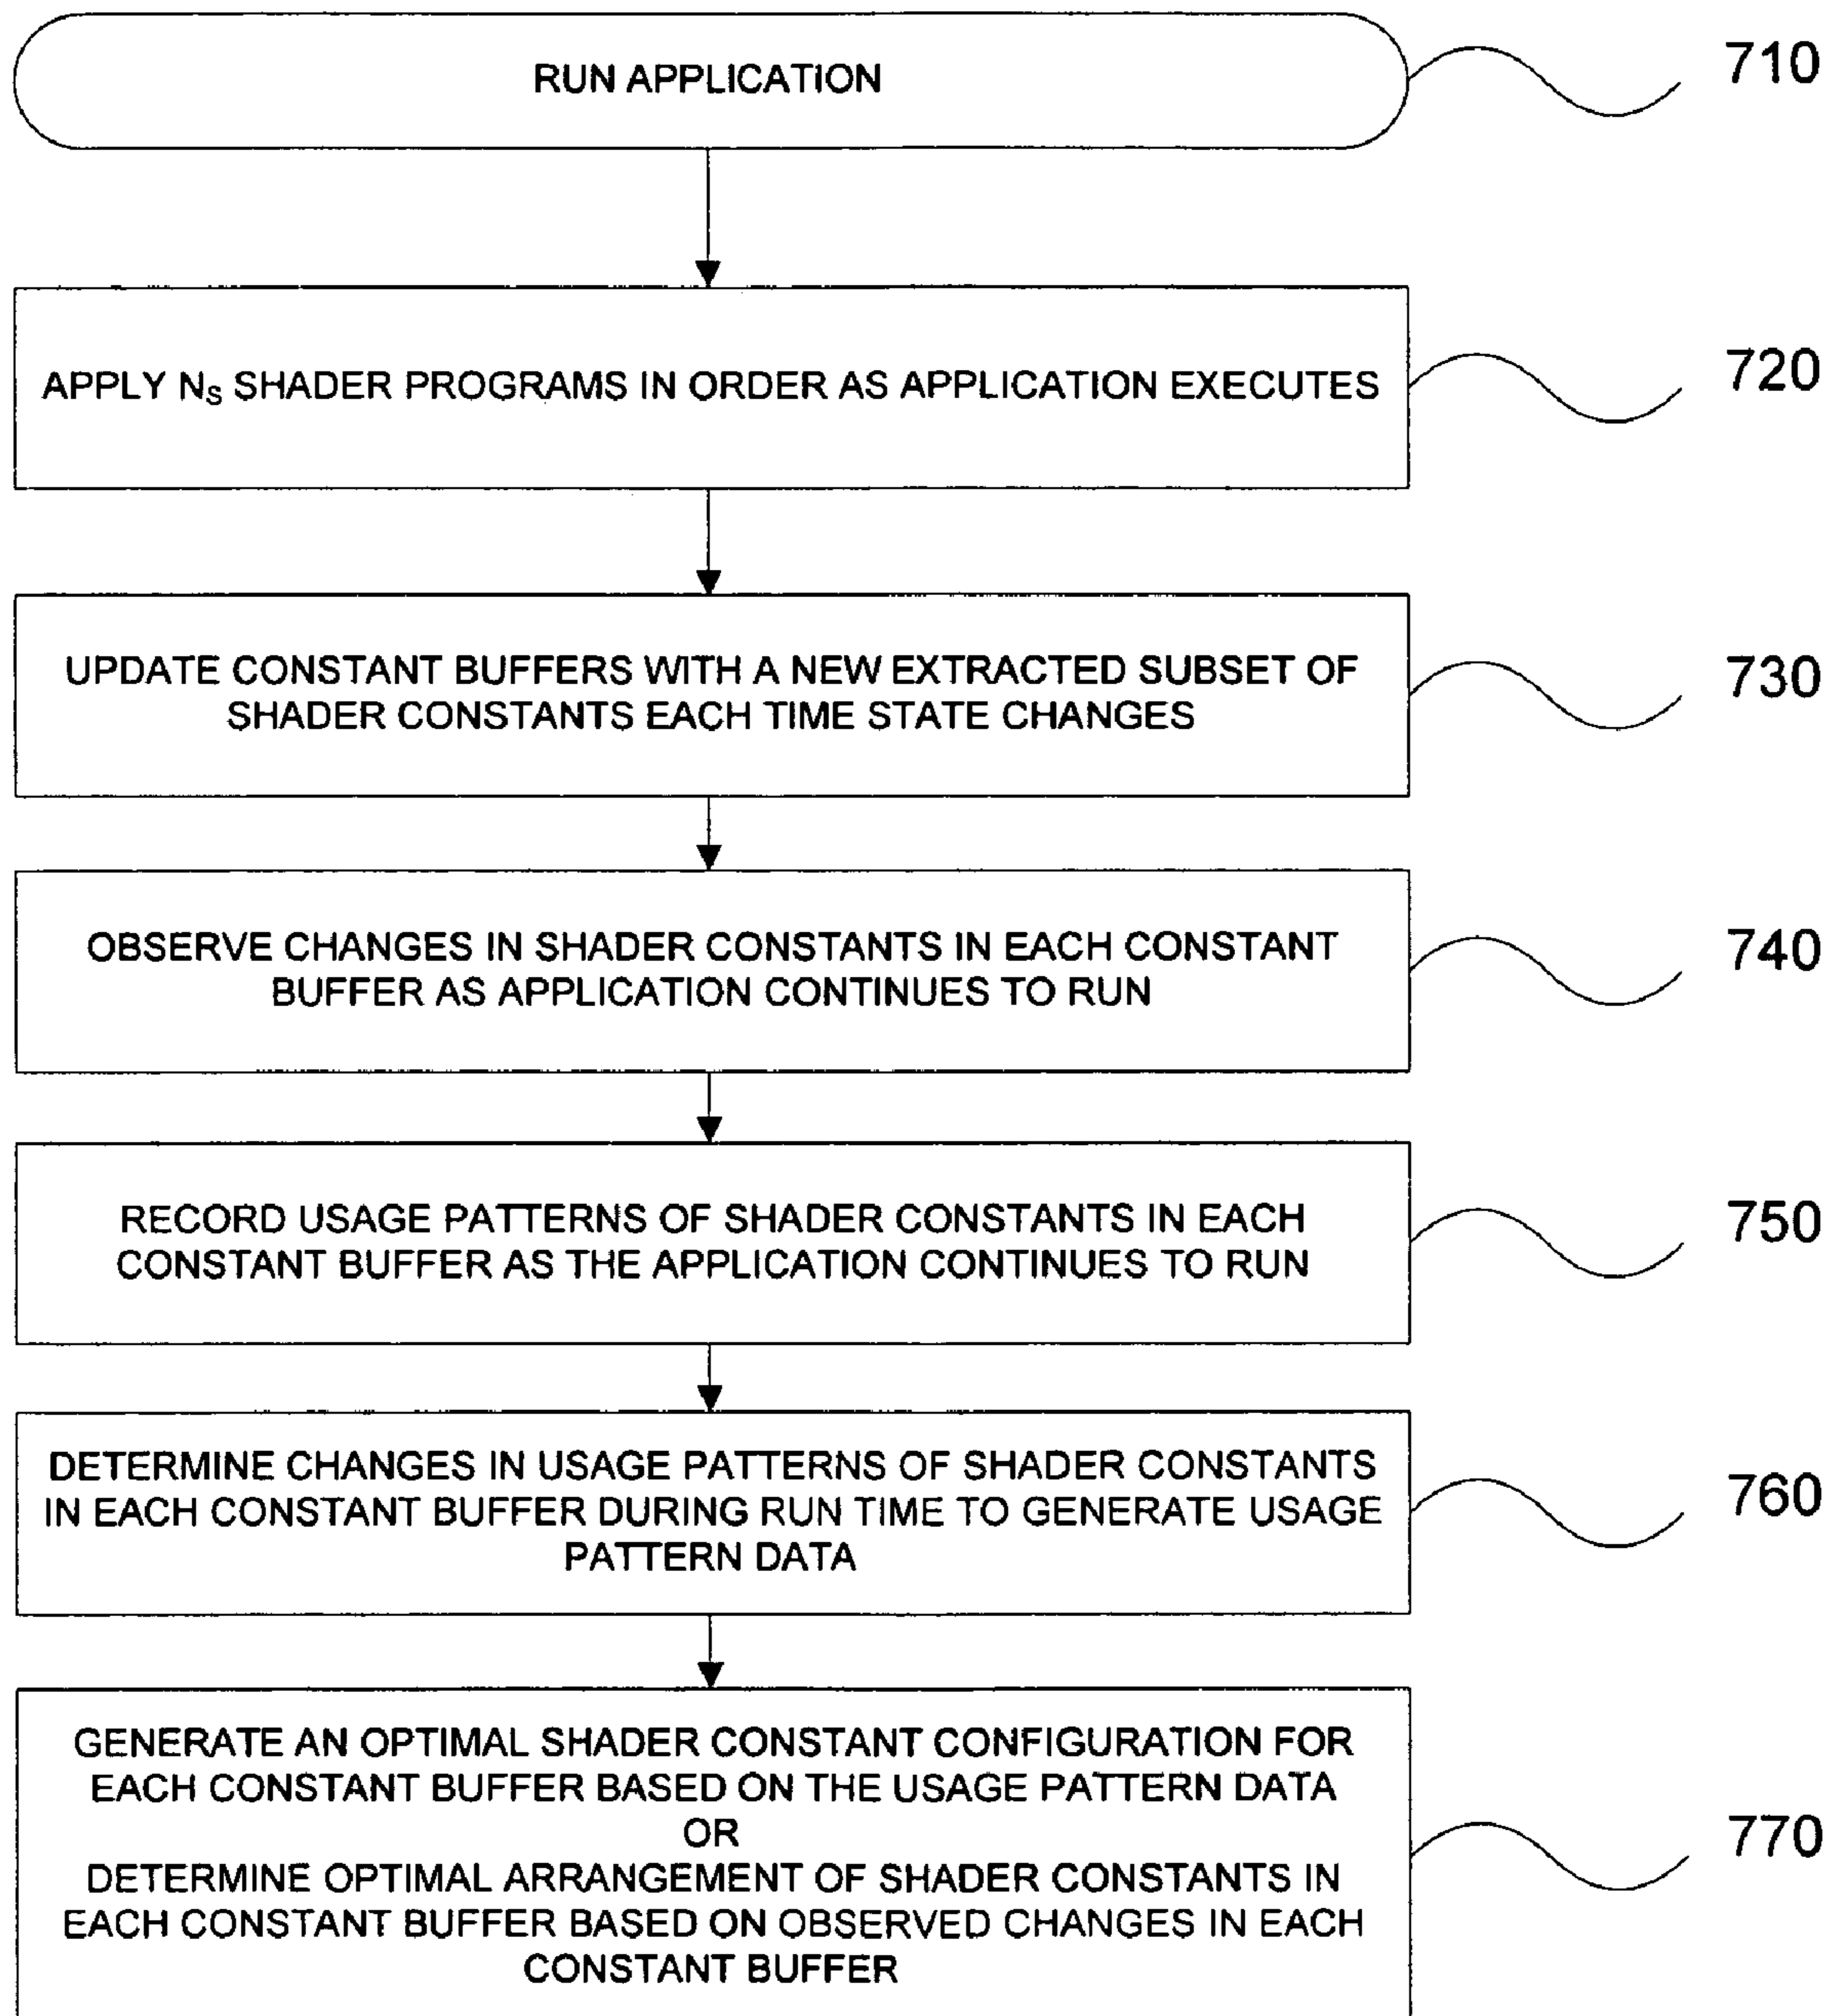 RUN APPLICATION
710
APPLY NS SHADER PROGRAMS IN ORDER AS APPLICATION EXECUTES
720
UPDATE CONSTANT BUFFERS WITH A NEW EXTRACTED SUBSET OF
SHADER CONSTANTS EACH TIME STATE CHANGES
730
OBSERVE CHANGES IN SHADER CONSTANTS IN EACH CONSTANT
BUFFER AS APPLICATION CONTINUES TO RUN
740
RECORD USAGE PATTERNS OF SHADER CONSTANTS IN EACH
CONSTANT BUFFER AS THE APPLICATION CONTINUES TO RUN
750
DETERMINE CHANGES IN USAGE PATTERNS OF SHADER CONSTANTS
IN EACH CONSTANT BUFFER DURING RUN TIME TO GENERATE USAGE
PATTERN DATA
760
GENERATE AN OPTIMAL SHADER CONSTANT CONFIGURATION FOR
EACH CONSTANT BUFFER BASED ON THE USAGE PATTERN DATA
OR
DETERMINE OPTIMAL ARRANGEMENT OF SHADER CONSTANTS IN
EACH CONSTANT BUFFER BASED ON OBSERVED CHANGES IN EACH
CONSTANT BUFFER
770